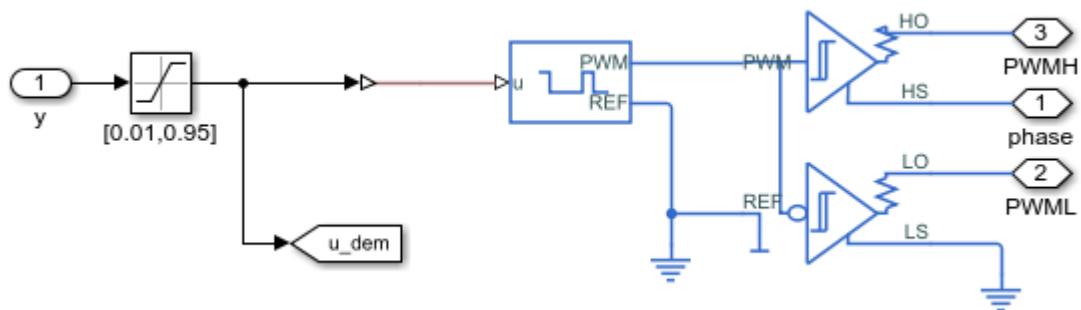 1
y
[0.01,0.95]
u_dem
u
PWM
REF
PWM
REF
HO
HS
LO
LS
3
PWMH
1
phase
2
PWML